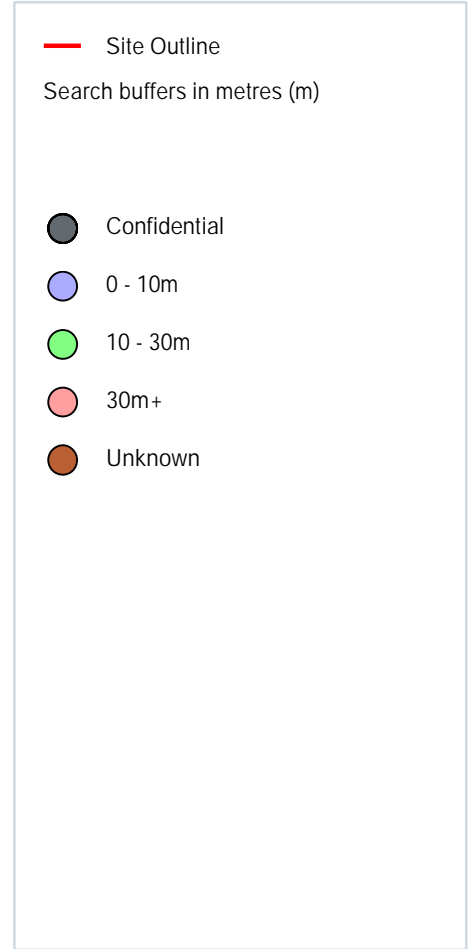 Site Outline
Search buffers in metres (m)
Confidential
0 - 10m
10 - 30m
30m+
Unknown